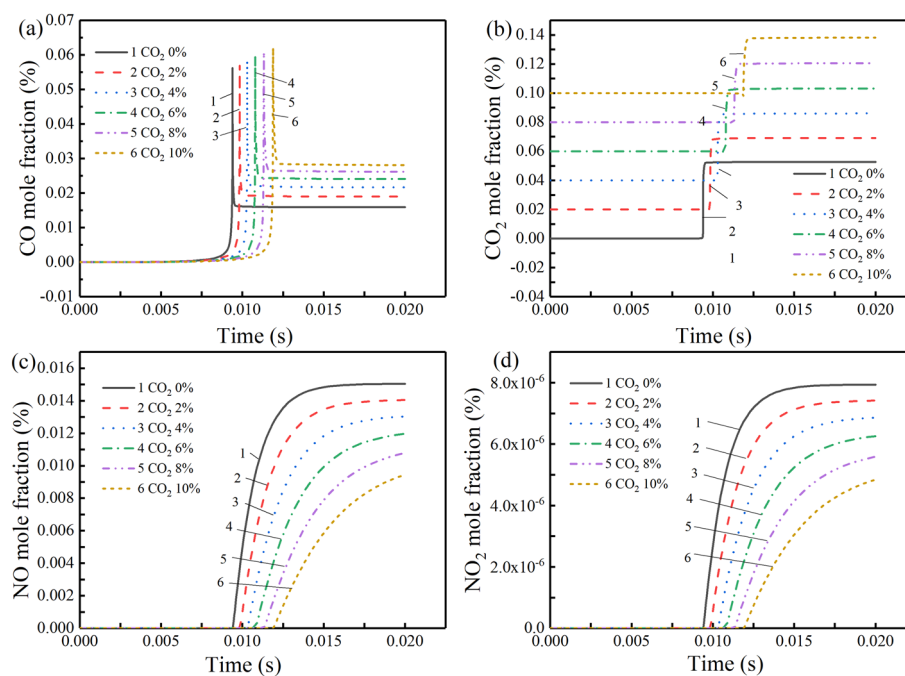 (a)
0.07
0.06
0.05
0.04
0.03
0.02
0.01
0.00
-0.01
CO mole fraction (%)
1 CO₂ 0%
2 CO₂ 2%
3 CO₂ 4%
4 CO₂ 6%
5 CO₂ 8%
6 CO₂ 10%
1
2
3
4
5
6
0.000 0.005 0.010 0.015 0.020
Time (s)
(b)
0.14
0.12
0.10
0.08
0.06
0.04
0.02
0.00
-0.02
-0.04
CO₂ mole fraction (%)
6
5
4
3
2
1
1 CO₂ 0%
2 CO₂ 2%
3 CO₂ 4%
4 CO₂ 6%
5 CO₂ 8%
6 CO₂ 10%
0.000 0.005 0.010 0.015 0.020
Time (s)
(c)
0.016
0.014
0.012
0.010
0.008
0.006
0.004
0.002
0.000
NO mole fraction (%)
1 CO₂ 0%
2 CO₂ 2%
3 CO₂ 4%
4 CO₂ 6%
5 CO₂ 8%
6 CO₂ 10%
1
2
3
4
5
6
0.000 0.005 0.010 0.015 0.020
Time (s)
(d)
8.0x10⁻⁶
6.0x10⁻⁶
4.0x10⁻⁶
2.0x10⁻⁶
0.0
NO₂ mole fraction (%)
1 CO₂ 0%
2 CO₂ 2%
3 CO₂ 4%
4 CO₂ 6%
5 CO₂ 8%
6 CO₂ 10%
1
2
3
4
5
6
0.000 0.005 0.010 0.015 0.020
Time (s)